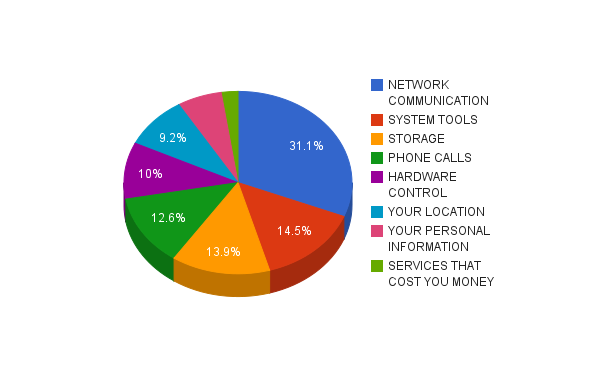 31.1%
14.5%
13.9%
12.6%
10%
9.2%
NETWORK
COMMUNICATION
SYSTEM TOOLS
STORAGE
PHONE CALLS
HARDWARE
CONTROL
YOUR LOCATION
YOUR PERSONAL
INFORMATION
SERVICES THAT
COST YOU MONEY